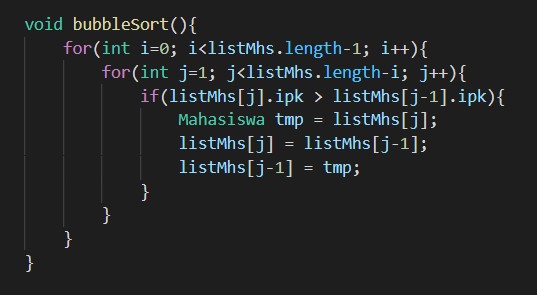 void bubbleSort(){
    for(int i=0; i<listMhs.length-1; i++){
        for(int j=1; j<listMhs.length-i; j++){
            if(listMhs[j].ipk > listMhs[j-1].ipk){
                Mahasiswa tmp = listMhs[j];
                listMhs[j] = listMhs[j-1];
                listMhs[j-1] = tmp;
            }
        }
    }
}